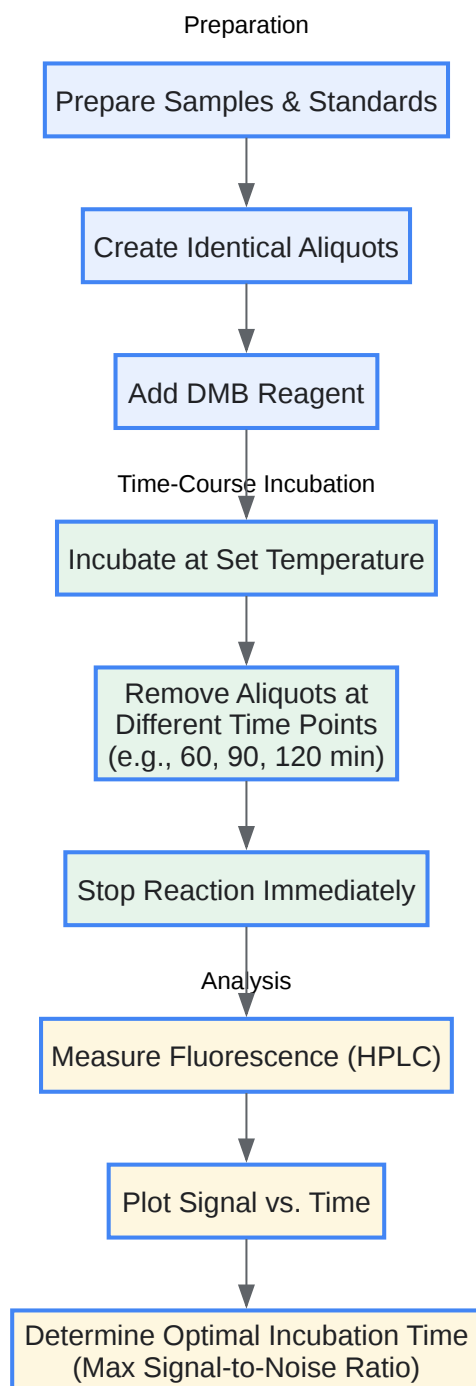 Preparation
Prepare Samples & Standards
Create Identical Aliquots
Add DMB Reagent
Time-Course Incubation
Incubate at Set Temperature
Remove Aliquots at
Different Time Points
(e.g., 60, 90, 120 min)
Stop Reaction Immediately
Analysis
Measure Fluorescence (HPLC)
Plot Signal vs. Time
Determine Optimal Incubation Time
(Max Signal-to-Noise Ratio)